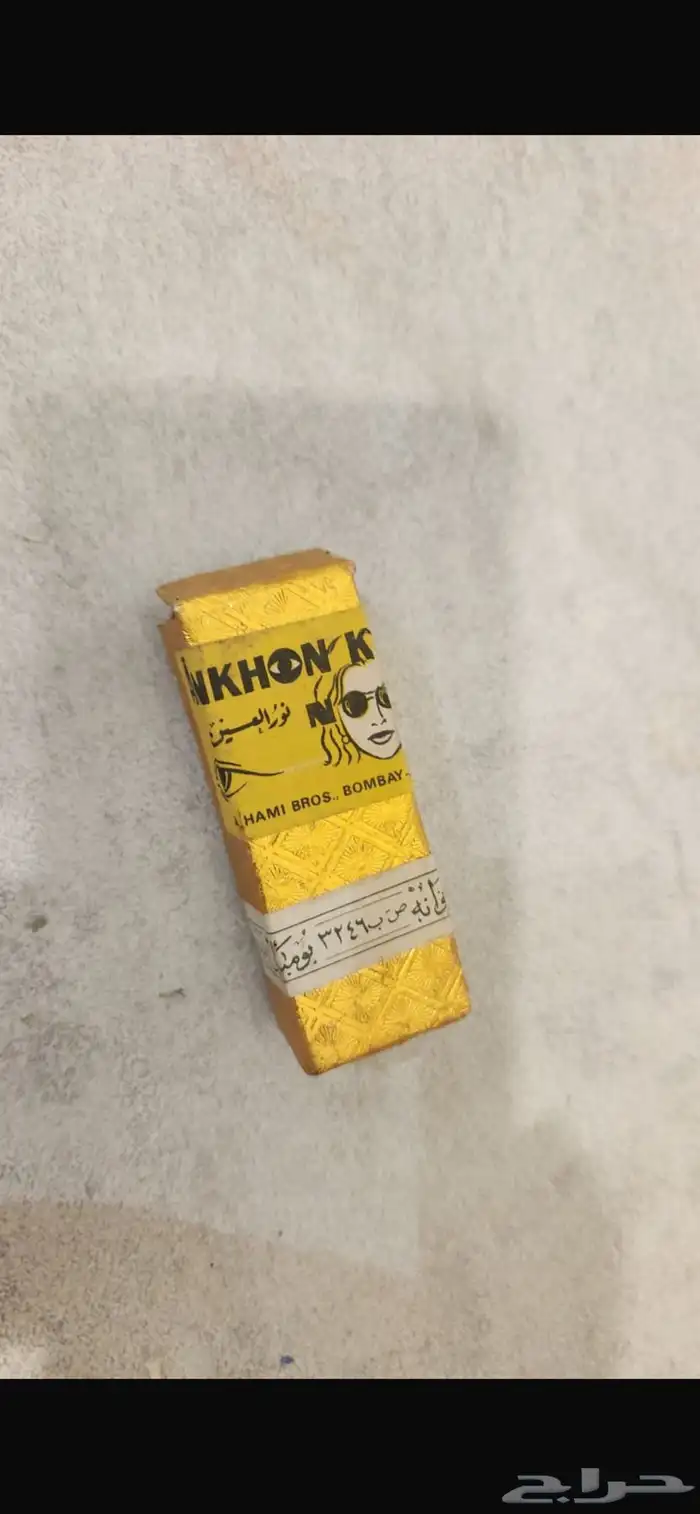 NKHON K
نور العين
N
HAMI BROS., BOMBAY-
ص ب ٣٢٤٦
حراج